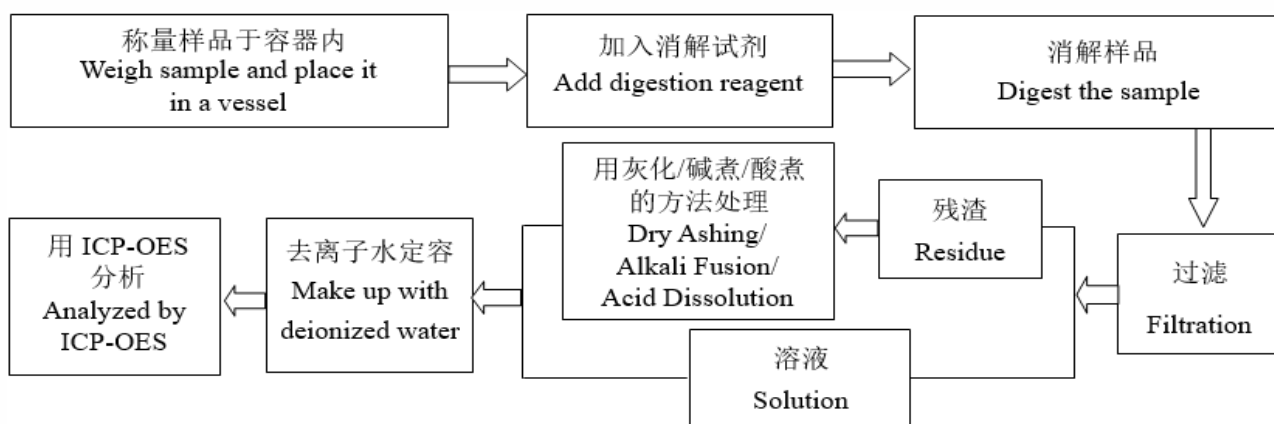 称量样品于容器内
Weigh sample and place it
in a vessel
加入消解试剂
Add digestion reagent
消解样品
Digest the sample
过滤
Filtration
残渣
Residue
用灰化/碱煮/酸煮
的方法处理
Dry Ashing/
Alkali Fusion/
Acid Dissolution
溶液
Solution
去离子水定容
Make up with
deionized water
用 ICP-OES
分析
Analyzed by
ICP-OES